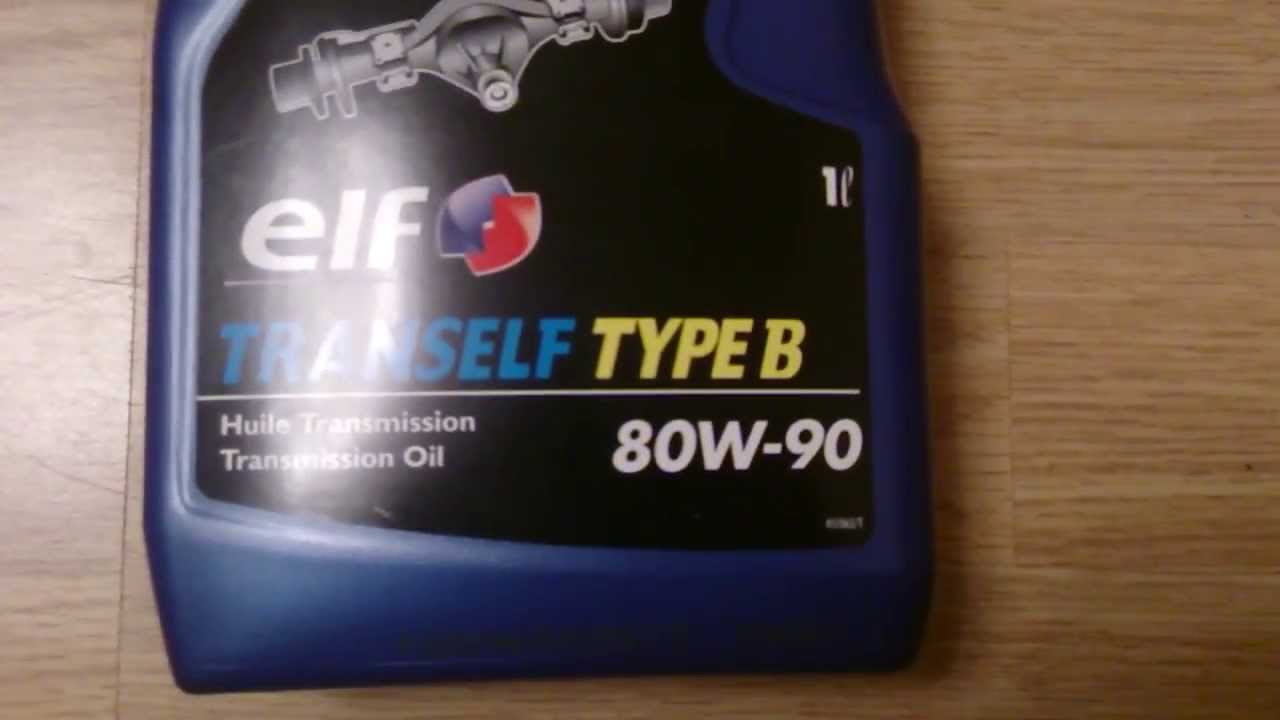 1ℓ
elf
TRANSELF TYPE B
Huile Transmission
Transmission Oil
80W-90